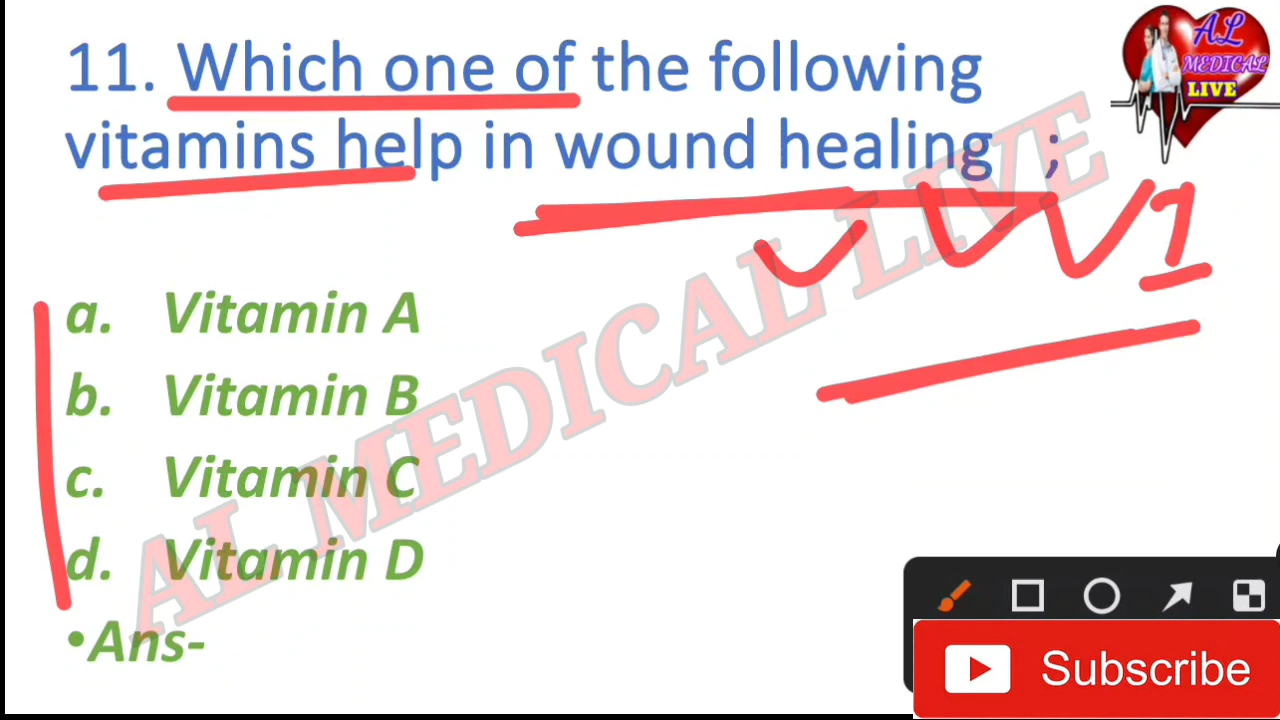 11. Which one of the following
vitamins help in wound healing ;
a. Vitamin A
b. Vitamin B
c. Vitamin C
d. Vitamin D
•Ans-
AL MEDICAL LIVE
AL
MEDICAL
LIVE
1
Subscribe